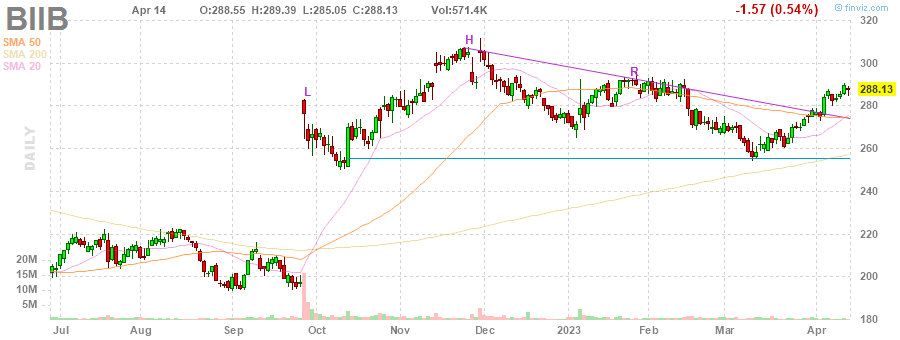 BIIB
Apr 14 O:288.55 H:289.39 L:285.05 C:288.13 Vol:571.4K -1.57 (0.54%) © finviz.com
SMA 50
SMA 200
SMA 20
DAILY
L
H
R
320
300
288.13
280
260
240
220
200
180
20M
15M
10M
5M
Jul Aug Sep Oct Nov Dec 2023 Feb Mar Apr